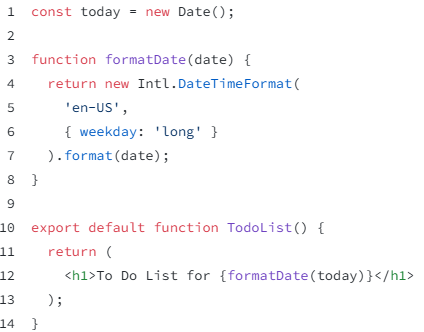 1 const today = new Date();
2
3 function formatDate(date) {
4   return new Intl.DateTimeFormat(
5     'en-US',
6     { weekday: 'long' }
7   ).format(date);
8 }
9
10 export default function TodoList() {
11   return (
12     <h1>To Do List for {formatDate(today)}</h1>
13   );
14 }